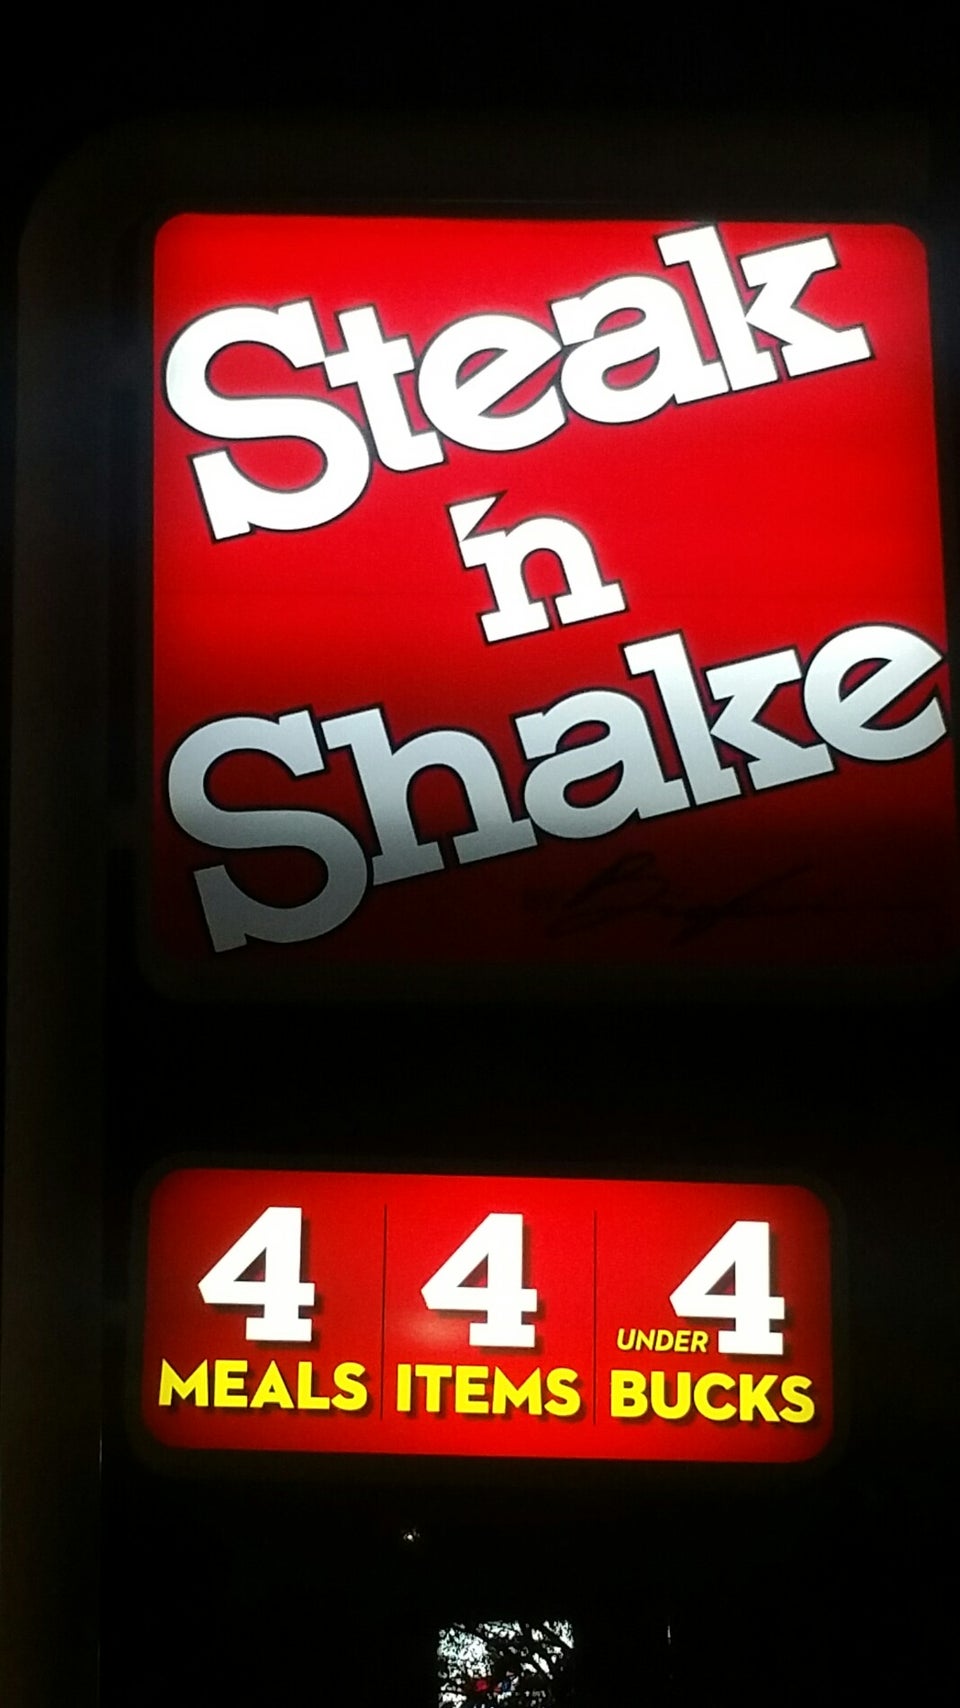 Steak
'n
Shake
4 4 4
UNDER
MEALS ITEMS BUCKS